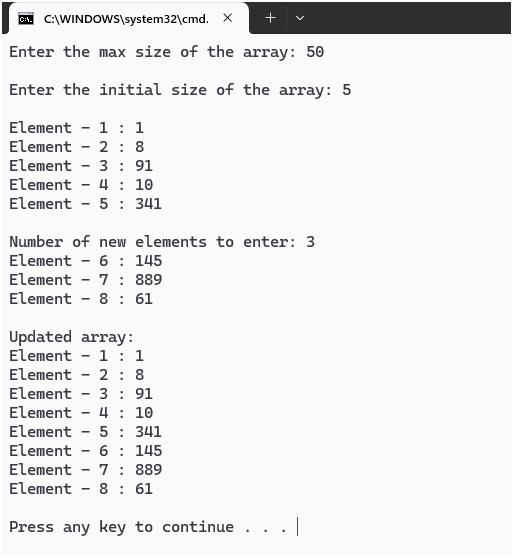 C:\WINDOWS\system32\cmd.
Enter the max size of the array: 50
Enter the initial size of the array: 5
Element - 1 : 1
Element - 2 : 8
Element - 3 : 91
Element - 4 : 10
Element - 5 : 341
Number of new elements to enter: 3
Element - 6 : 145
Element - 7 : 889
Element - 8 : 61
Updated array:
Element - 1 : 1
Element - 2 : 8
Element - 3 : 91
Element - 4 : 10
Element - 5 : 341
Element - 6 : 145
Element - 7 : 889
Element - 8 : 61
Press any key to continue . . .